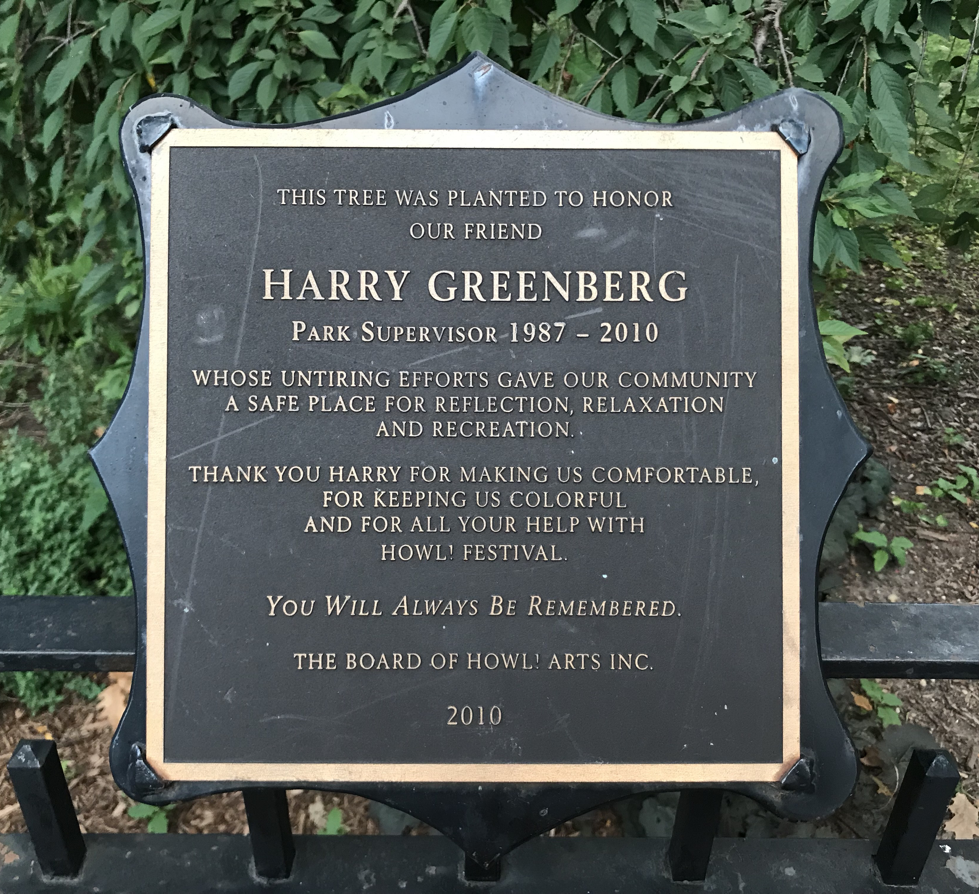 THIS TREE WAS PLANTED TO HONOR
OUR FRIEND
HARRY GREENBERG
PARK SUPERVISOR 1987 – 2010
WHOSE UNTIRING EFFORTS GAVE OUR COMMUNITY
A SAFE PLACE FOR REFLECTION, RELAXATION
AND RECREATION.
THANK YOU HARRY FOR MAKING US COMFORTABLE,
FOR KEEPING US COLORFUL
AND FOR ALL YOUR HELP WITH
HOWL! FESTIVAL.
YOU WILL ALWAYS BE REMEMBERED.
THE BOARD OF HOWL! ARTS INC.
2010